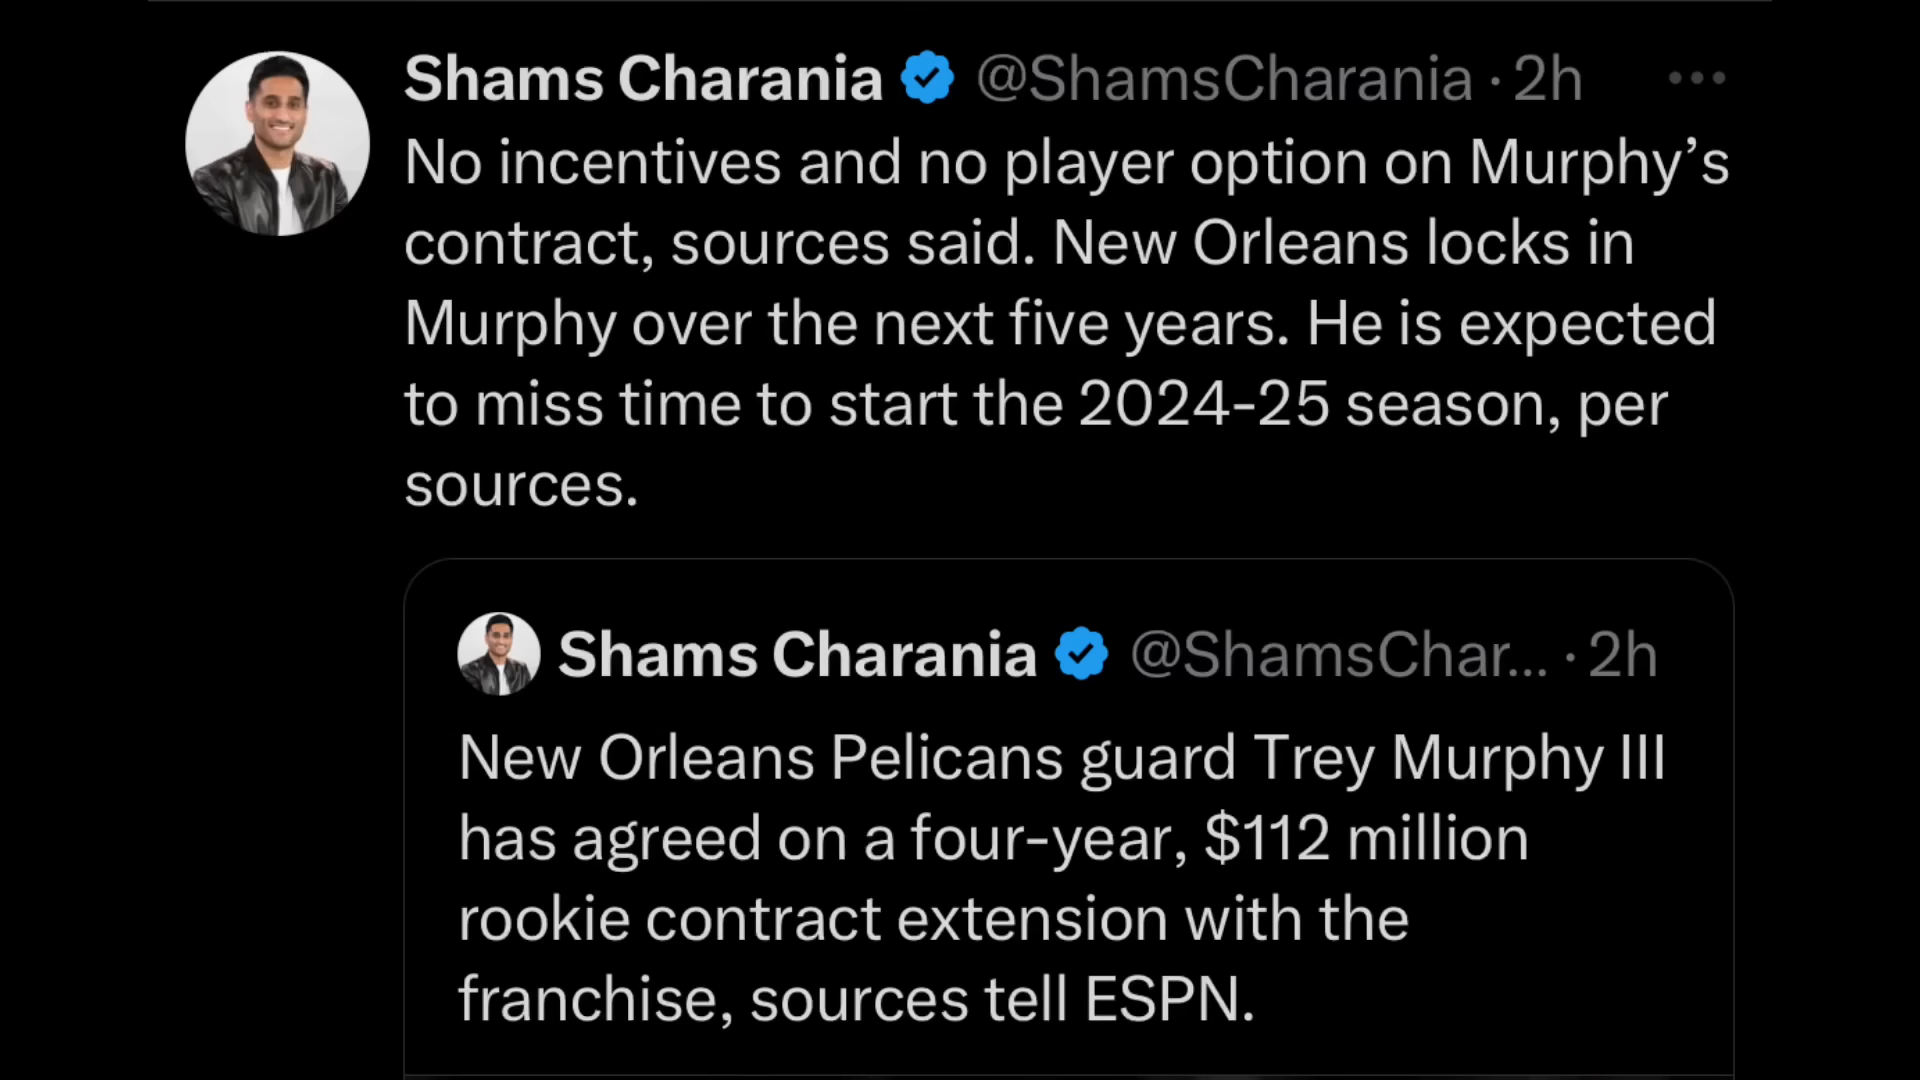 Shams Charania @ShamsCharania · 2h
No incentives and no player option on Murphy’s
contract, sources said. New Orleans locks in
Murphy over the next five years. He is expected
to miss time to start the 2024-25 season, per
sources.
Shams Charania @ShamsChar... · 2h
New Orleans Pelicans guard Trey Murphy III
has agreed on a four-year, $112 million
rookie contract extension with the
franchise, sources tell ESPN.